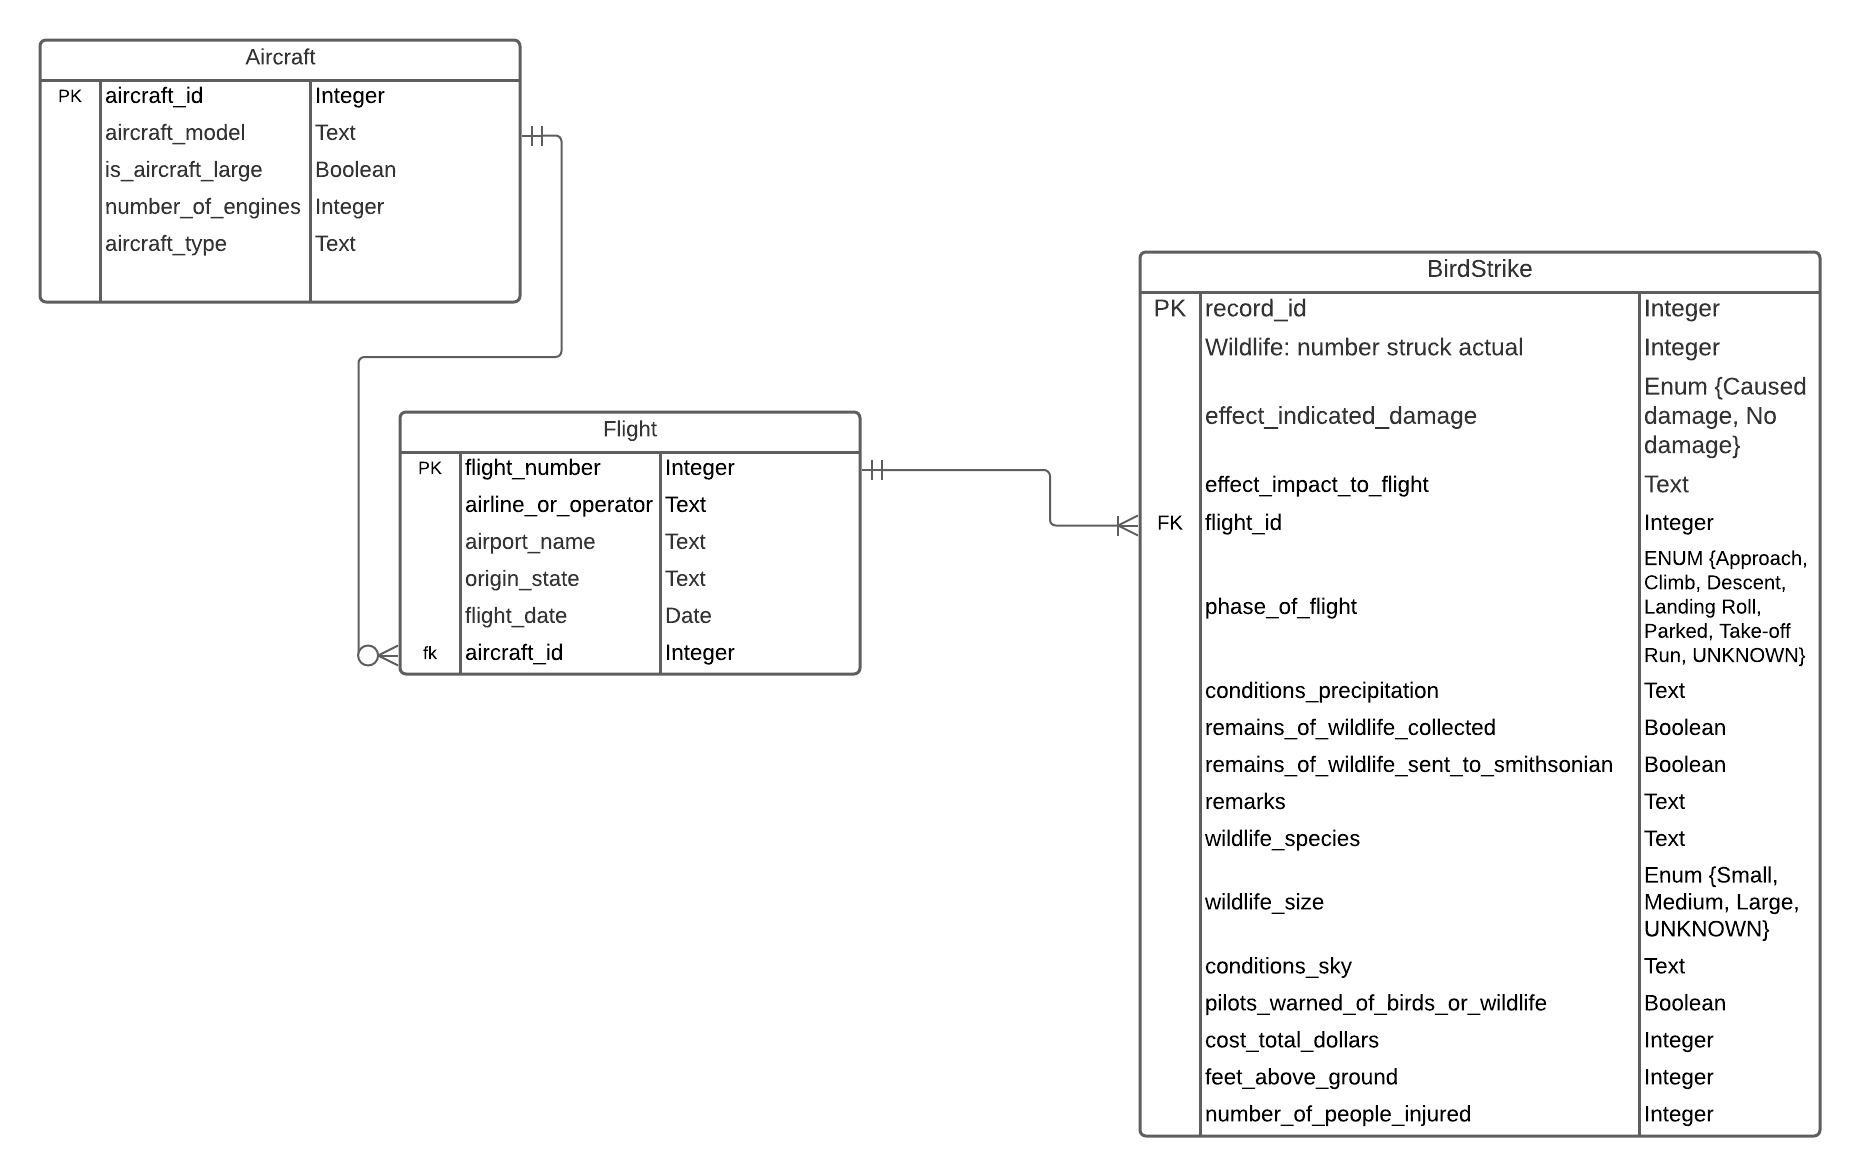 Aircraft
PK aircraft_id Integer
aircraft_model Text
is_aircraft_large Boolean
number_of_engines Integer
aircraft_type Text
Flight
PK flight_number Integer
airline_or_operator Text
airport_name Text
origin_state Text
flight_date Date
fk aircraft_id Integer
BirdStrike
PK record_id Integer
Wildlife: number struck actual Integer
effect_indicated_damage Enum {Caused
damage, No
damage}
effect_impact_to_flight Text
FK flight_id Integer
phase_of_flight ENUM {Approach,
Climb, Descent,
Landing Roll,
Parked, Take-off
Run, UNKNOWN}
conditions_precipitation Text
remains_of_wildlife_collected Boolean
remains_of_wildlife_sent_to_smithsonian Boolean
remarks Text
wildlife_species Text
wildlife_size Enum {Small,
Medium, Large,
UNKNOWN}
conditions_sky Text
pilots_warned_of_birds_or_wildlife Boolean
cost_total_dollars Integer
feet_above_ground Integer
number_of_people_injured Integer